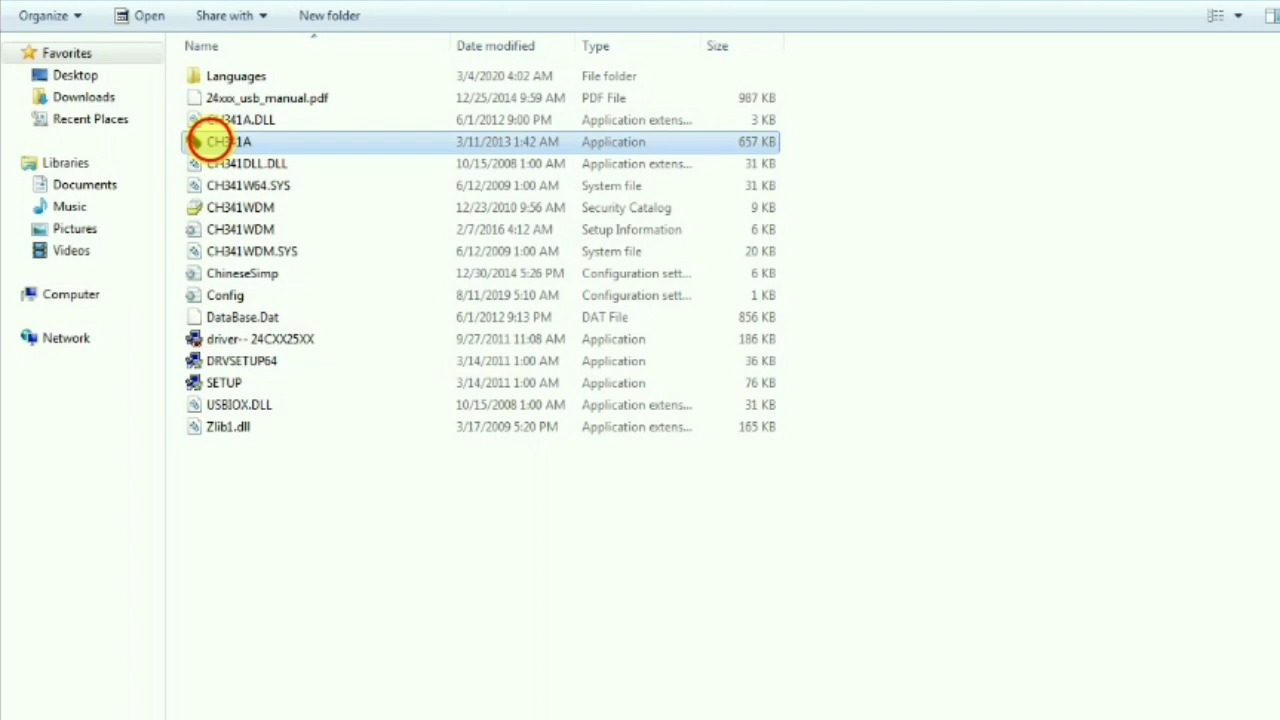 Organize Open Share with New folder
Favorites
Desktop
Downloads
Recent Places
Libraries
Documents
Music
Pictures
Videos
Computer
Network
Name Date modified Type Size
Languages 3/4/2020 4:02 AM File folder
24xxx_usb_manual.pdf 12/25/2014 9:59 AM PDF File 987 KB
CH341A.DLL 6/1/2012 9:00 PM Application extens... 3 KB
CH341A 3/11/2013 1:42 AM Application 657 KB
CH341DLL.DLL 10/15/2008 1:00 AM Application extens... 31 KB
CH341W64.SYS 6/12/2009 1:00 AM System file 31 KB
CH341WDM 12/23/2010 9:56 AM Security Catalog 9 KB
CH341WDM 2/7/2016 4:12 AM Setup Information 6 KB
CH341WDM.SYS 6/12/2009 1:00 AM System file 20 KB
ChineseSimp 12/30/2014 5:26 PM Configuration sett... 6 KB
Config 8/11/2019 5:10 AM Configuration sett... 1 KB
DataBase.Dat 6/1/2012 9:13 PM DAT File 856 KB
driver-- 24CXX25XX 9/27/2011 11:08 AM Application 186 KB
DRVSETUP64 3/14/2011 1:00 AM Application 36 KB
SETUP 3/14/2011 1:00 AM Application 76 KB
USBIOX.DLL 10/15/2008 1:00 AM Application extens... 31 KB
Zlib1.dll 3/17/2009 5:20 PM Application extens... 165 KB